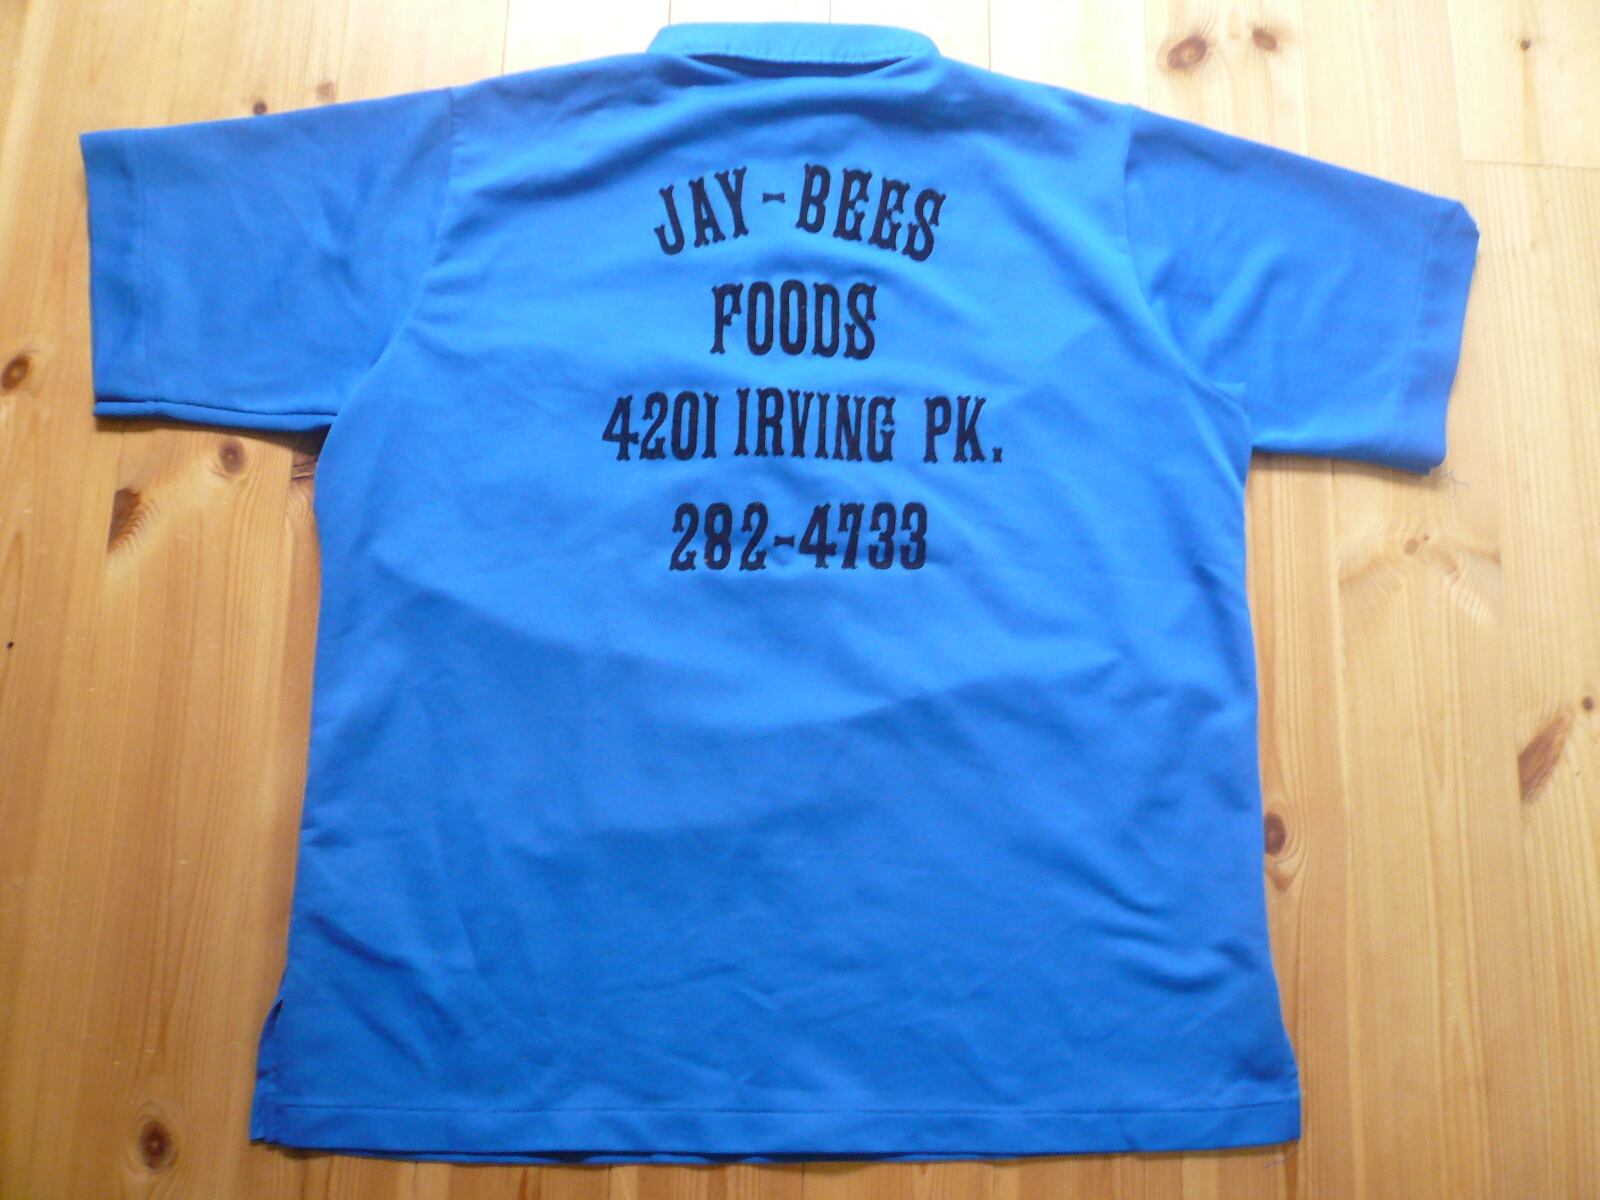 JAY-BEES
FOODS
4201 IRVING PK.
282-4733